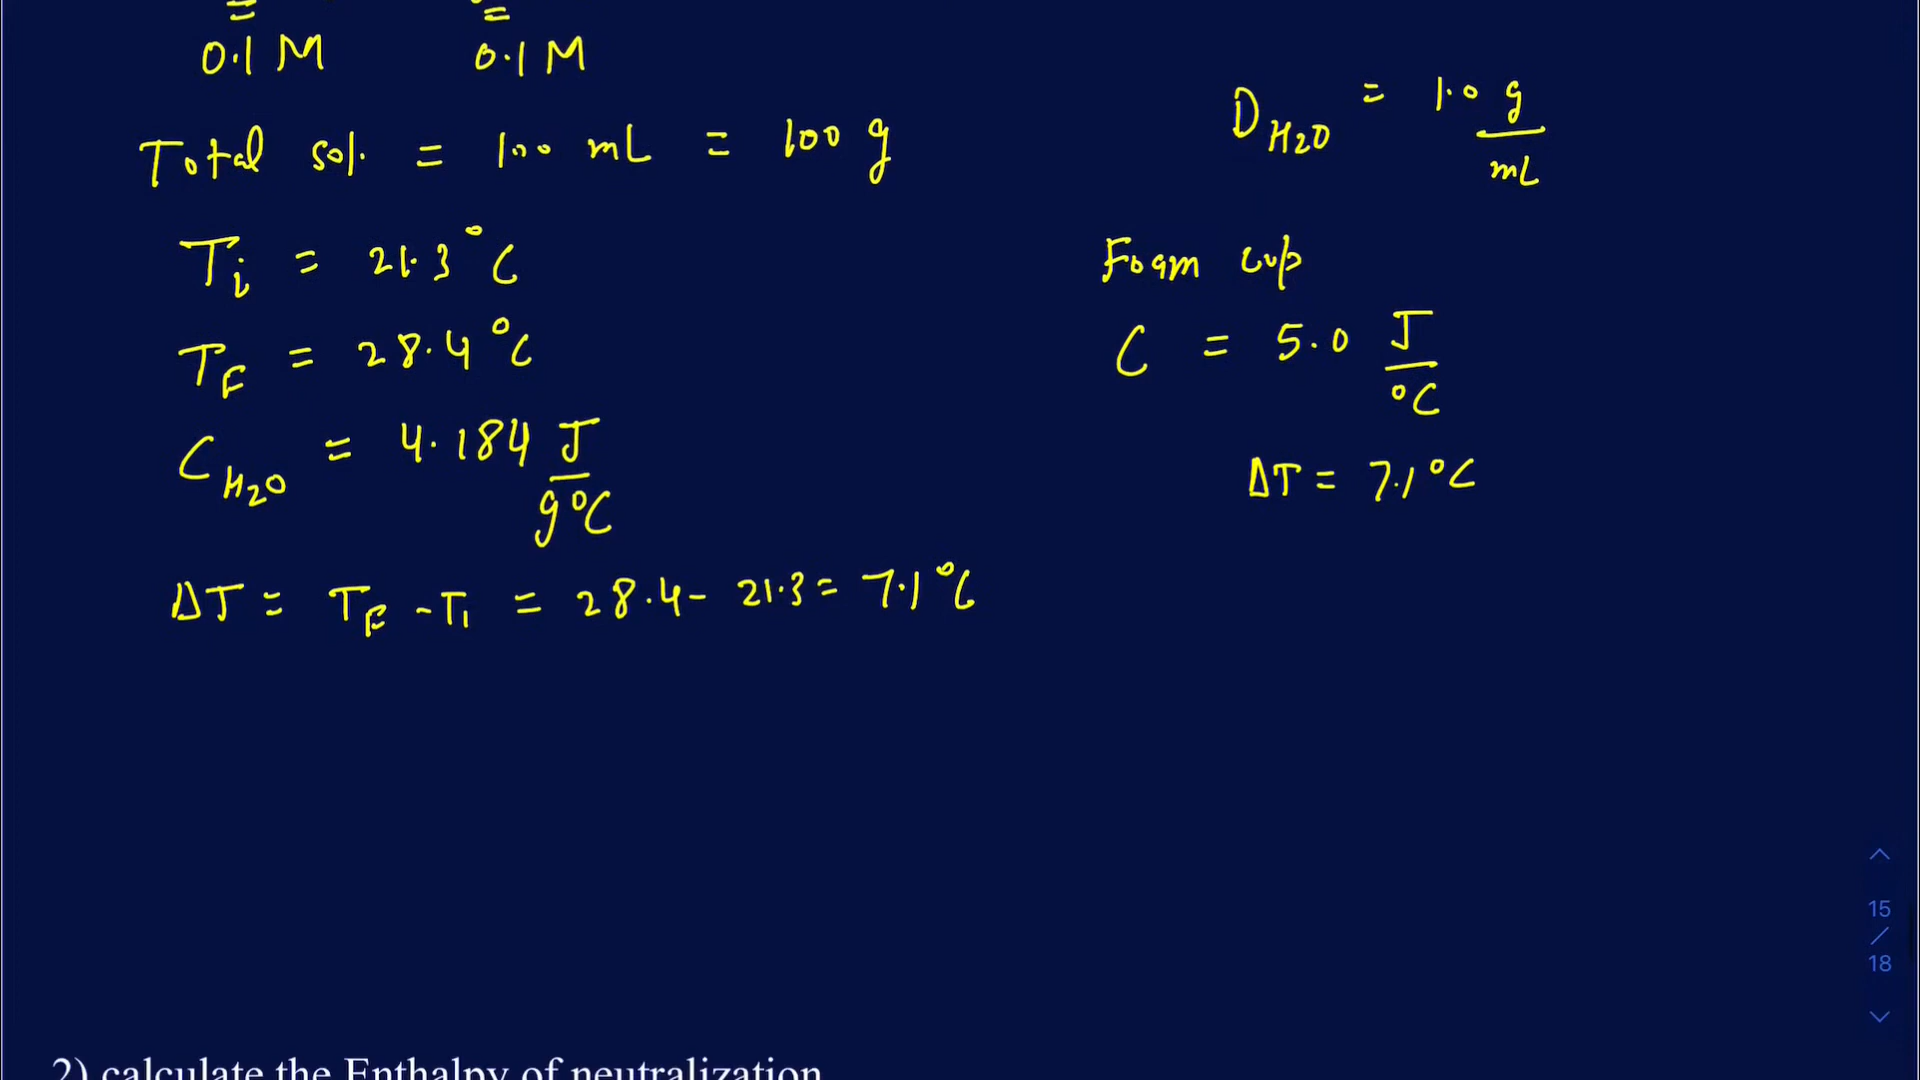 0.1 M 0.1 M
Total sol. = 100 mL = 100 g
Ti = 21.3 °C
TF = 28.4 °C
C H2O = 4.184 J / g °C
ΔT = TF - Ti = 28.4 - 21.3 = 7.1 °C
D H2O = 1.0 g / mL
Foam cup
C = 5.0 J / °C
ΔT = 7.1 °C
15
/
18
2) calculate the Enthalpy of neutralization